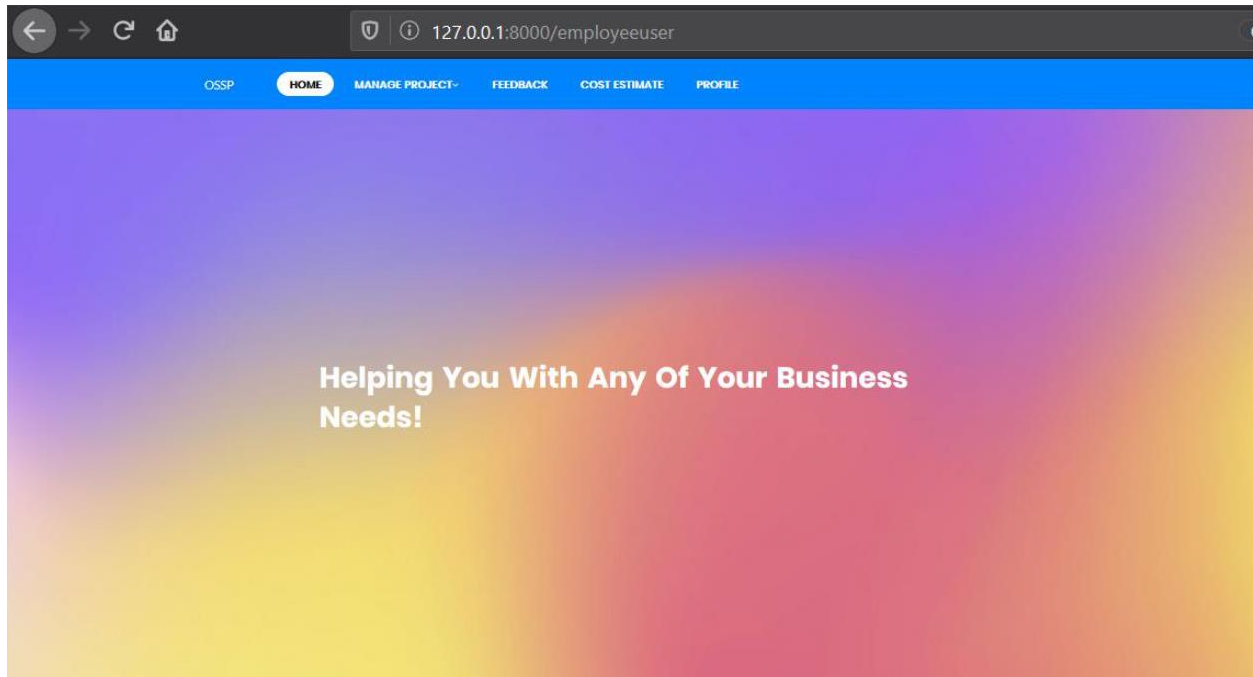 127.0.0.1:8000/employeeuser
OSSP HOME MANAGE PROJECT FEEDBACK COST ESTIMATE PROFILE
Helping You With Any Of Your Business
Needs!